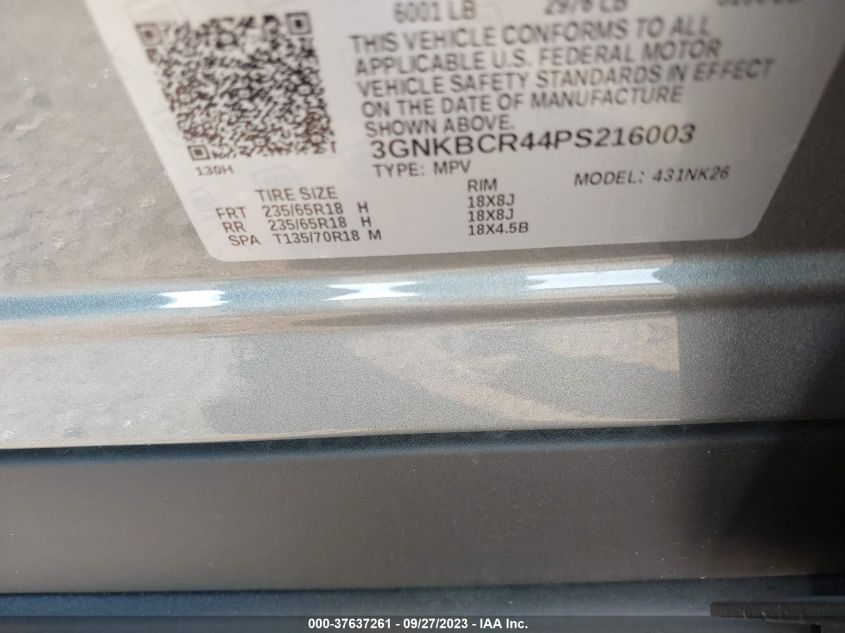 6001 LB 2976 LB
THIS VEHICLE CONFORMS TO ALL
APPLICABLE U.S. FEDERAL MOTOR
VEHICLE SAFETY STANDARDS IN EFFECT
ON THE DATE OF MANUFACTURE
SHOWN ABOVE.
3GNKBCR44PS216003
130H
TYPE: MPV MODEL: 431NK26
TIRE SIZE RIM
FRT 235/65R18 H 18X8J
RR 235/65R18 H 18X8J
SPA T135/70R18 M 18X4.5B
000-37637261 - 09/27/2023 - IAA Inc.